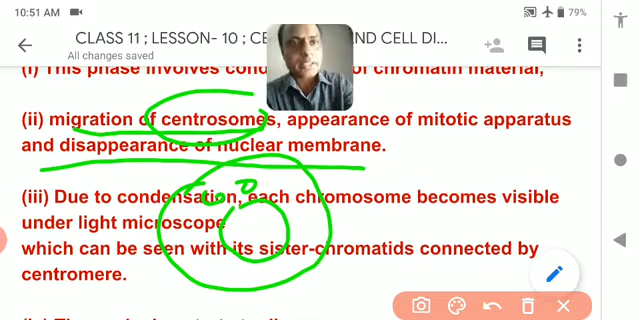 10:51 AM
79%
CLASS 11 ; LESSON- 10 ; CE ND CELL DI...
All changes saved
(i) This phase involves cond of chromatin material,
(ii) migration of centrosomes, appearance of mitotic apparatus
and disappearance of nuclear membrane.
(iii) Due to condensation, each chromosome becomes visible
under light microscope
which can be seen with its sister-chromatids connected by
centromere.